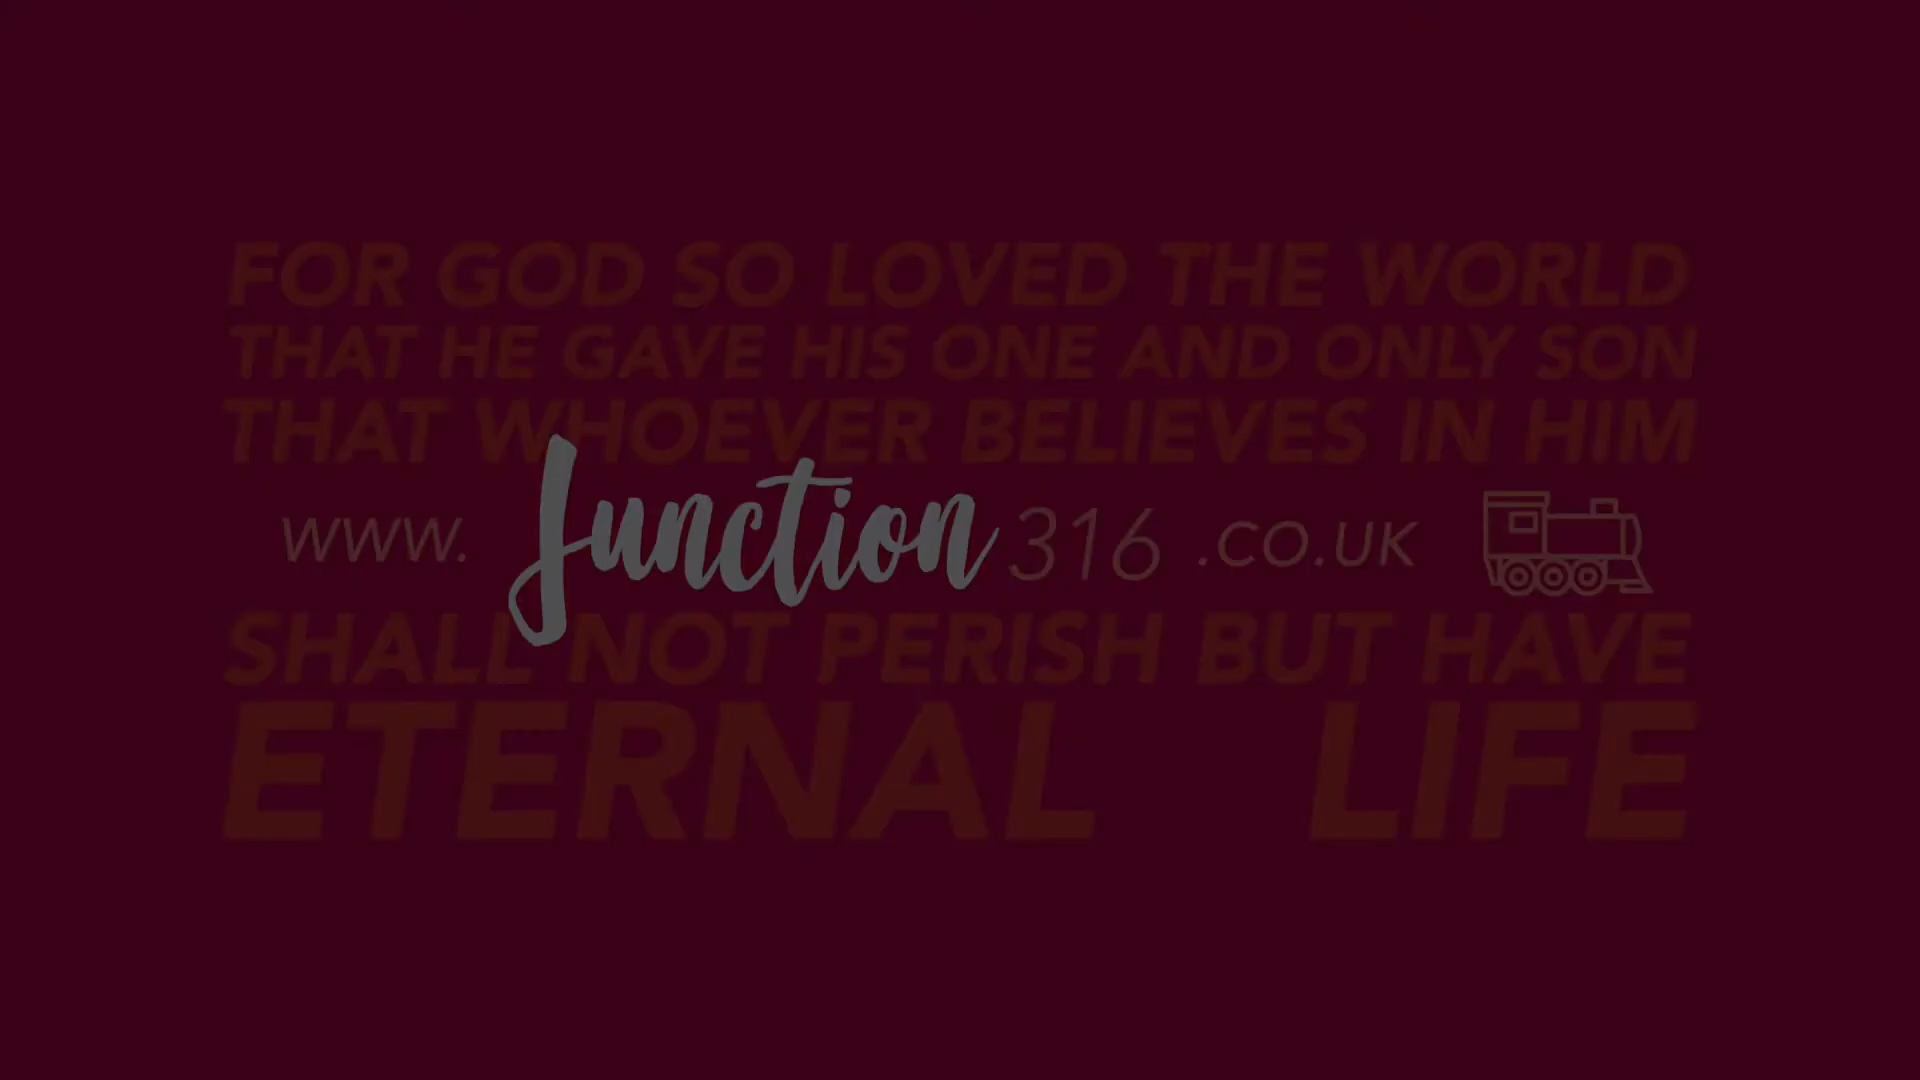 FOR GOD SO LOVED THE WORLD
THAT HE GAVE HIS ONE AND ONLY SON
THAT WHOEVER BELIEVES IN HIM
www. Junction 316 .co.uk
SHALL NOT PERISH BUT HAVE
ETERNAL LIFE